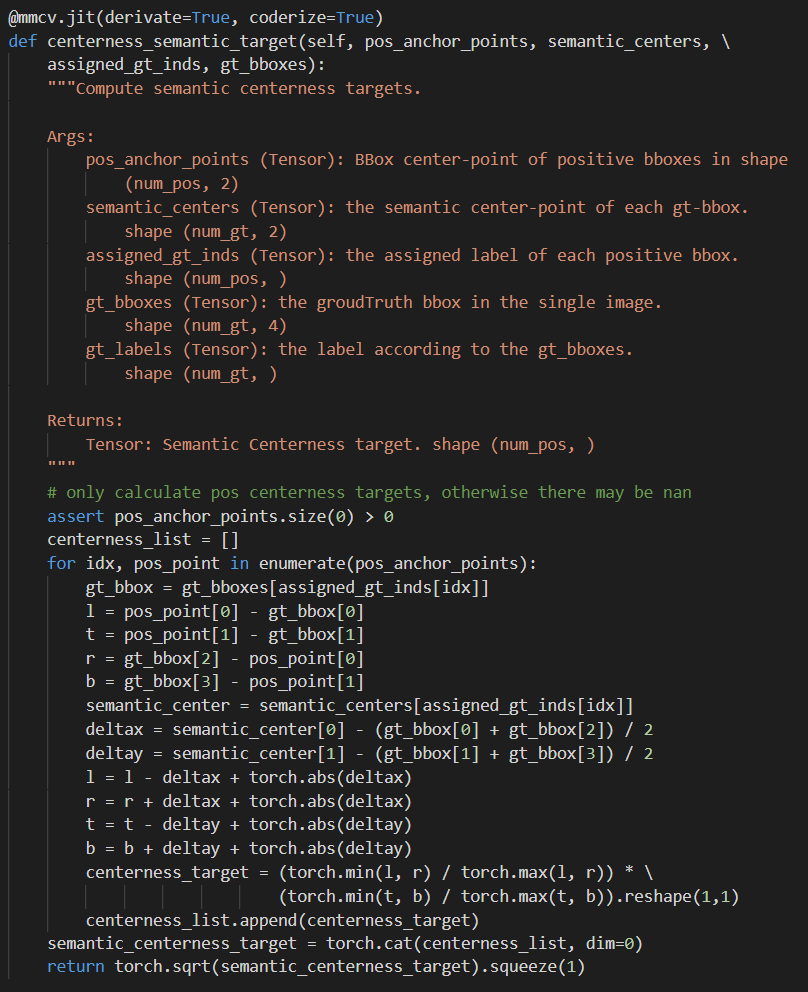 @mmcv.jit(derivate=True, coderize=True)
def centerness_semantic_target(self, pos_anchor_points, semantic_centers, \
    assigned_gt_inds, gt_bboxes):
    """Compute semantic centerness targets.

    Args:
        pos_anchor_points (Tensor): BBox center-point of positive bboxes in shape
            (num_pos, 2)
        semantic_centers (Tensor): the semantic center-point of each gt-bbox.
            shape (num_gt, 2)
        assigned_gt_inds (Tensor): the assigned label of each positive bbox.
            shape (num_pos, )
        gt_bboxes (Tensor): the groudTruth bbox in the single image.
            shape (num_gt, 4)
        gt_labels (Tensor): the label according to the gt_bboxes.
            shape (num_gt, )

    Returns:
        Tensor: Semantic Centerness target. shape (num_pos, )
    """
    # only calculate pos centerness targets, otherwise there may be nan
    assert pos_anchor_points.size(0) > 0
    centerness_list = []
    for idx, pos_point in enumerate(pos_anchor_points):
        gt_bbox = gt_bboxes[assigned_gt_inds[idx]]
        l = pos_point[0] - gt_bbox[0]
        t = pos_point[1] - gt_bbox[1]
        r = gt_bbox[2] - pos_point[0]
        b = gt_bbox[3] - pos_point[1]
        semantic_center = semantic_centers[assigned_gt_inds[idx]]
        deltax = semantic_center[0] - (gt_bbox[0] + gt_bbox[2]) / 2
        deltay = semantic_center[1] - (gt_bbox[1] + gt_bbox[3]) / 2
        l = l - deltax + torch.abs(deltax)
        r = r + deltax + torch.abs(deltax)
        t = t - deltay + torch.abs(deltay)
        b = b + deltay + torch.abs(deltay)
        centerness_target = (torch.min(l, r) / torch.max(l, r)) * \
                            (torch.min(t, b) / torch.max(t, b)).reshape(1,1)
        centerness_list.append(centerness_target)
    semantic_centerness_target = torch.cat(centerness_list, dim=0)
    return torch.sqrt(semantic_centerness_target).squeeze(1)